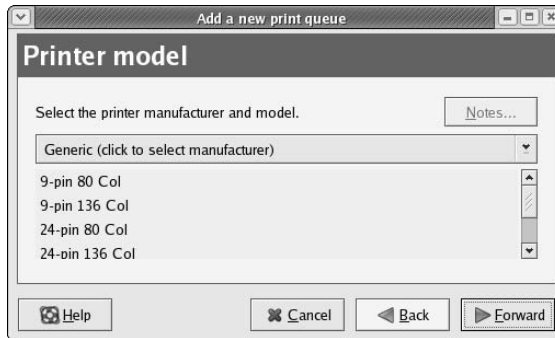 Add a new print queue
Printer model
Select the printer manufacturer and model.
Notes...
Generic (click to select manufacturer)
9-pin 80 Col
9-pin 136 Col
24-pin 80 Col
24-pin 136 Col
Help
Cancel
Back
Forward